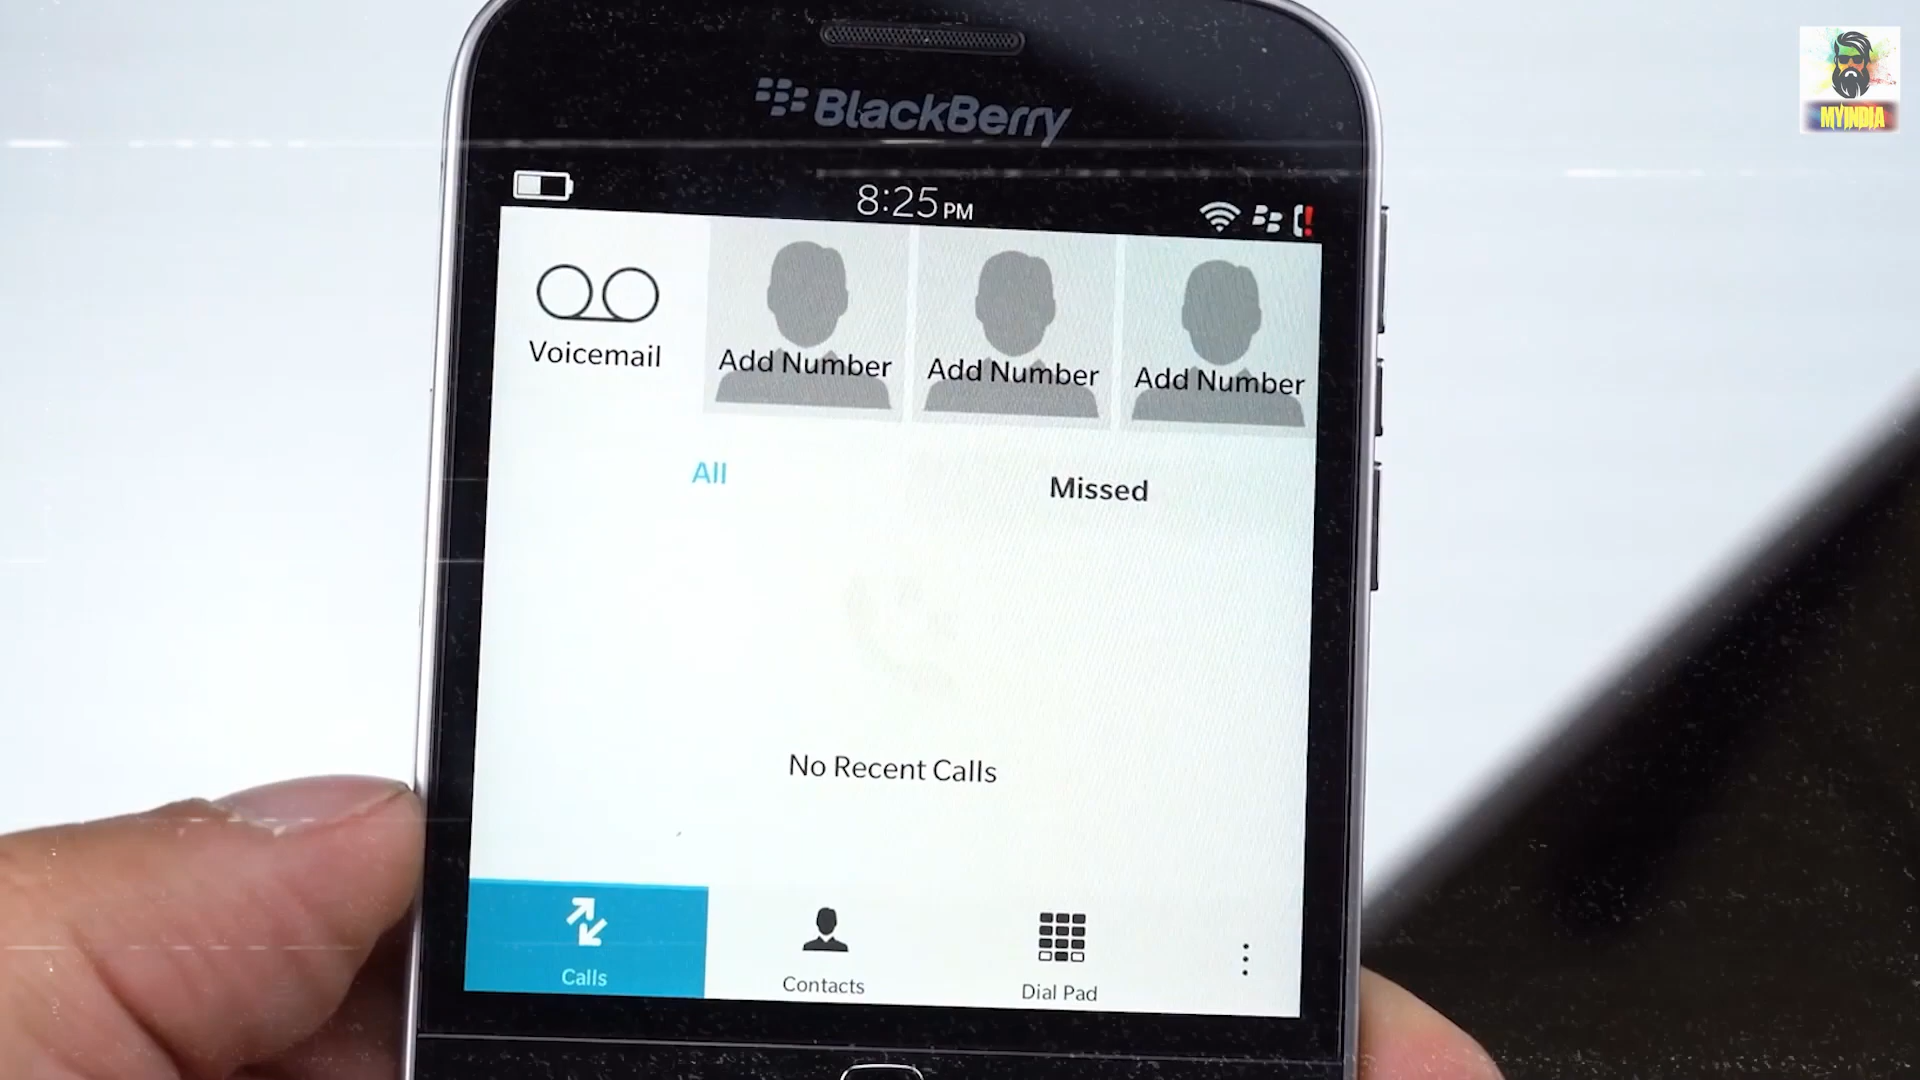 MYINDIA
BlackBerry
8:25 PM
Voicemail
Add Number
Add Number
Add Number
All
Missed
No Recent Calls
Calls
Contacts
Dial Pad